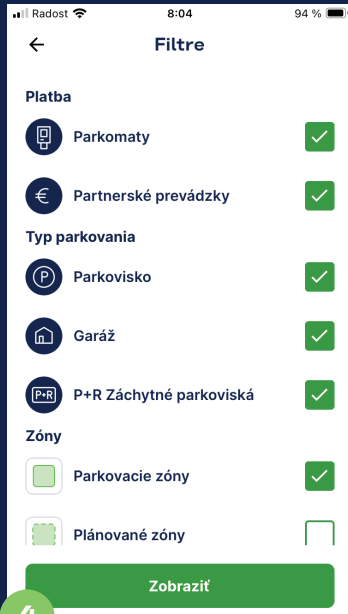 Radost 8:04 94 %
Filtre
Platba
Parkomaty
€ Partnerské prevádzky
Typ parkovania
P Parkovisko
Garáž
P+R P+R Záchytné parkoviská
Zóny
Parkovacie zóny
Plánované zóny
Zobraziť